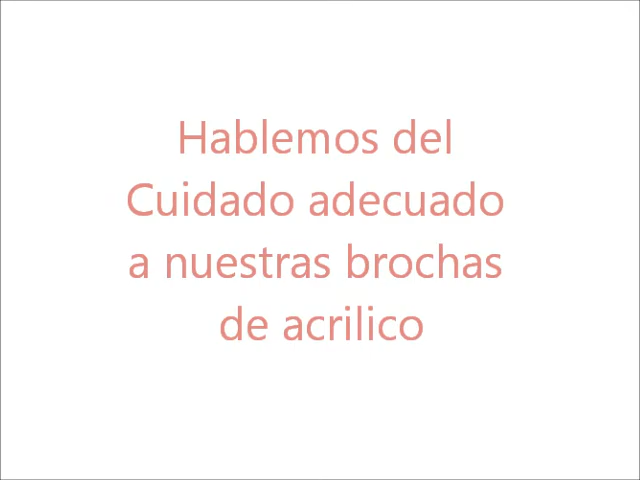 Hablemos del
Cuidado adecuado
a nuestras brochas
de acrilico